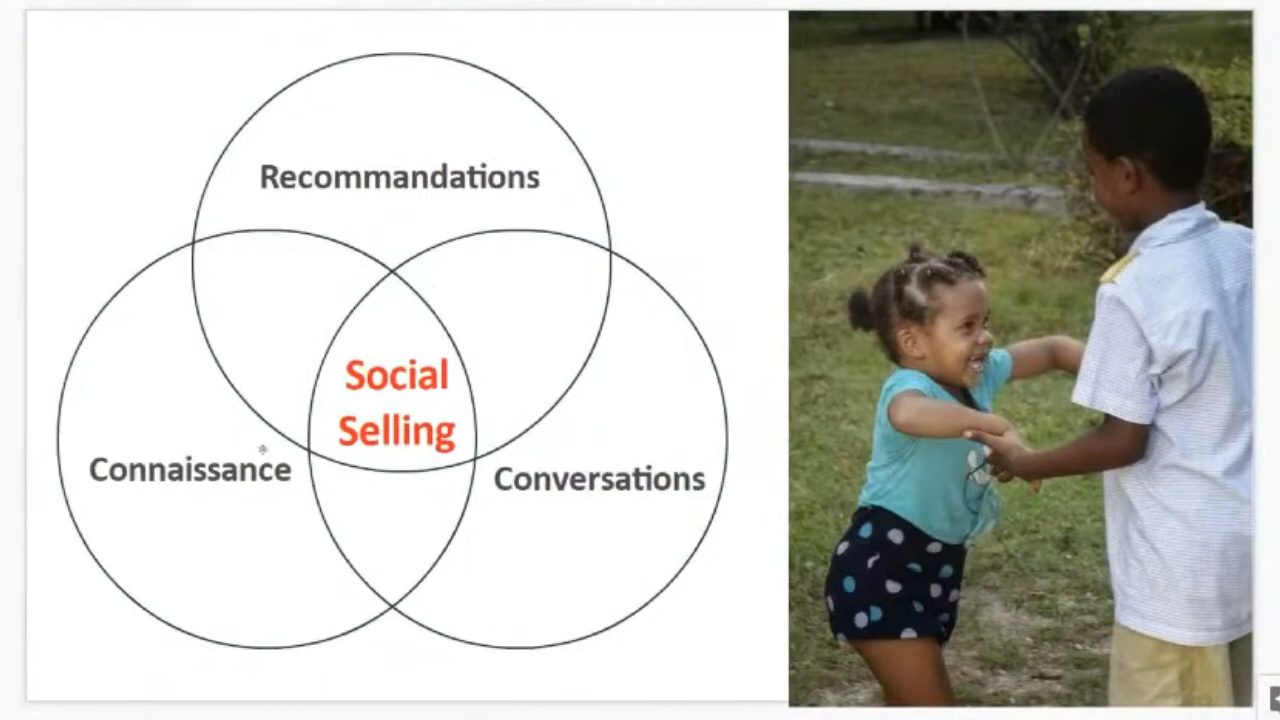 Recommandations
Social
Selling
Connaissance
Conversations